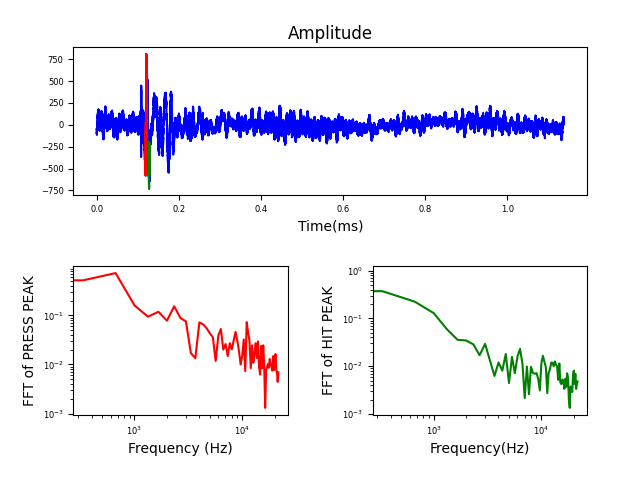 Amplitude
750
500
250
0
−250
−500
−750
0.0 0.2 0.4 0.6 0.8 1.0
Time(ms)
FFT of PRESS PEAK
10⁻¹
10⁻²
10⁻³
10³ 10⁴
Frequency (Hz)
FFT of HIT PEAK
10⁰
10⁻¹
10⁻²
10⁻³
10³ 10⁴
Frequency(Hz)